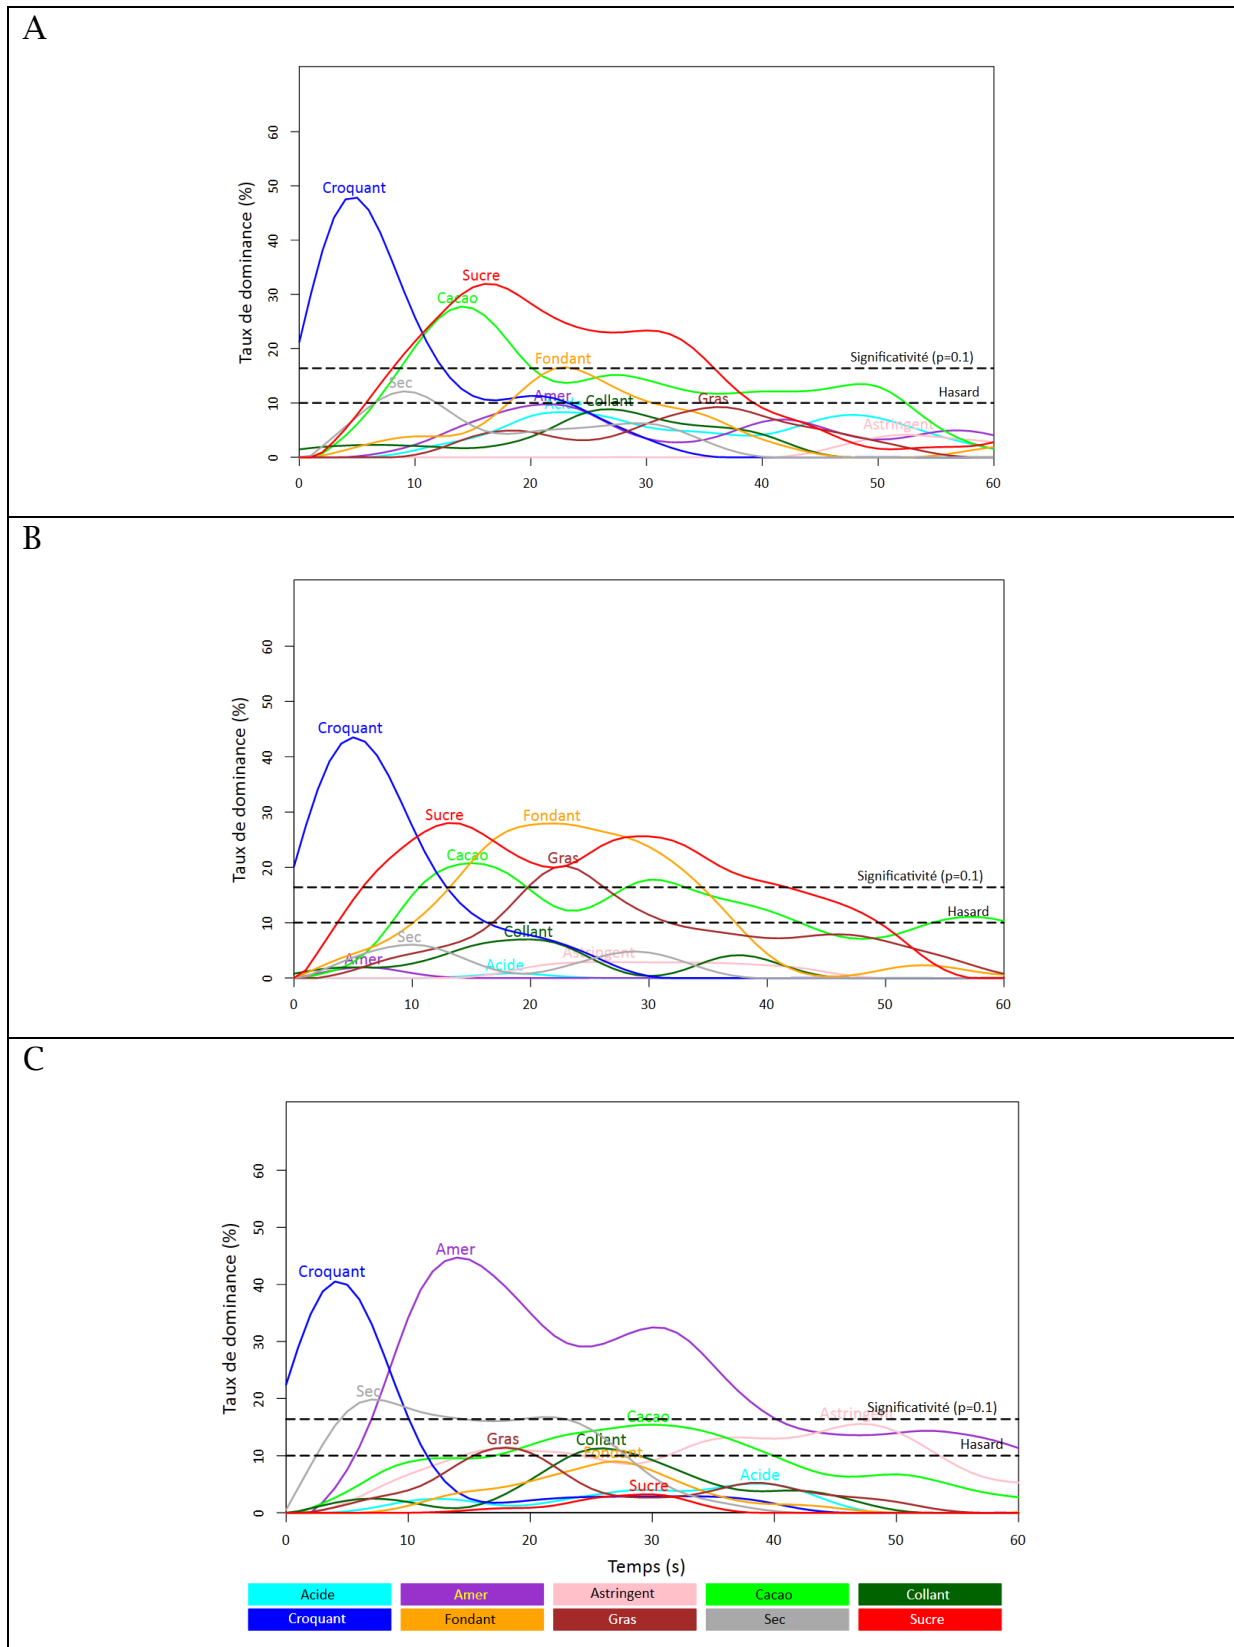 A
Taux de dominance (%)
60
50
40
30
20
10
0
Croquant
Sucre
Cacao
Significativité (p=0.1)
Fondant
Sec
Hasard
Amer
Acide
Collant
Gras
Astringent
0 10 20 30 40 50 60
B
Taux de dominance (%)
60
50
40
30
20
10
0
Croquant
Sucre
Fondant
Cacao
Gras
Significativité (p=0.1)
Hasard
Collant
Sec
Astringent
Amer
Acide
0 10 20 30 40 50 60
C
Taux de dominance (%)
60
50
40
30
20
10
0
Amer
Croquant
Sec
Significativité (p=0.1)
Astringent
Cacao
Gras
Collant
Hasard
Fondant
Acide
Sucre
0 10 20 30 40 50 60
Temps (s)
Acide Amer Astringent Cacao Collant
Croquant Fondant Gras Sec Sucre